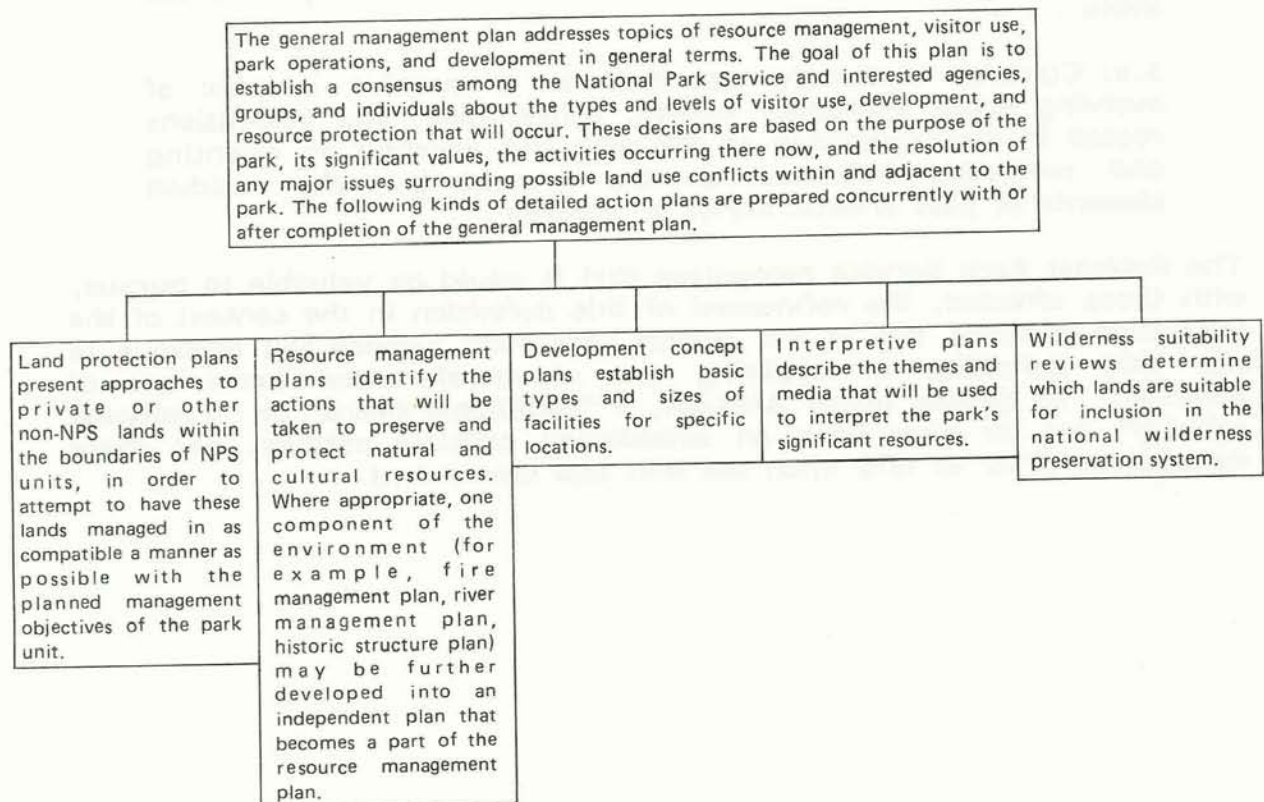 The general management plan addresses topics of resource management, visitor use,
park operations, and development in general terms. The goal of this plan is to
establish a consensus among the National Park Service and interested agencies,
groups, and individuals about the types and levels of visitor use, development, and
resource protection that will occur. These decisions are based on the purpose of the
park, its significant values, the activities occurring there now, and the resolution of
any major issues surrounding possible land use conflicts within and adjacent to the
park. The following kinds of detailed action plans are prepared concurrently with or
after completion of the general management plan.
Land protection plans
present approaches to
private or other
non-NPS lands within
the boundaries of NPS
units, in order to
attempt to have these
lands managed in as
compatible a manner as
possible with the
planned management
objectives of the park
unit.
Resource management
plans identify the
actions that will be
taken to preserve and
protect natural and
cultural resources.
Where appropriate, one
component of the
environment (for
example, fire
management plan, river
management plan,
historic structure plan)
may be further
developed into an
independent plan that
becomes a part of the
resource management
plan.
Development concept
plans establish basic
types and sizes of
facilities for specific
locations.
Interpretive plans
describe the themes and
media that will be used
to interpret the park's
significant resources.
Wilderness suitability
reviews determine
which lands are suitable
for inclusion in the
national wilderness
preservation system.